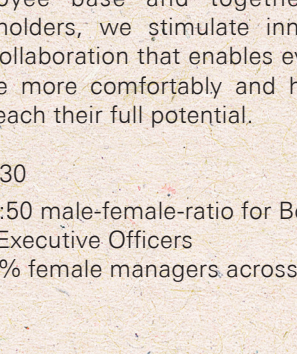 oyee base and togethe
holders, we stimulate inn
ollaboration that enables ev
e more comfortably and h
each their full potential.
30
:50 male-female-ratio for Bo
Executive Officers
% female managers across